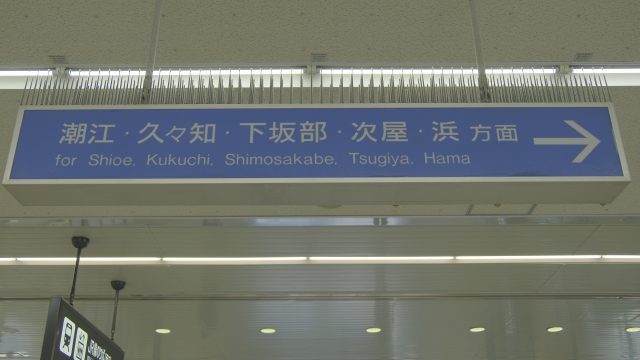 潮江・久々知・下坂部・次屋・浜 方面
for Shioe, Kukuchi, Shimosakabe, Tsugiya, Hama